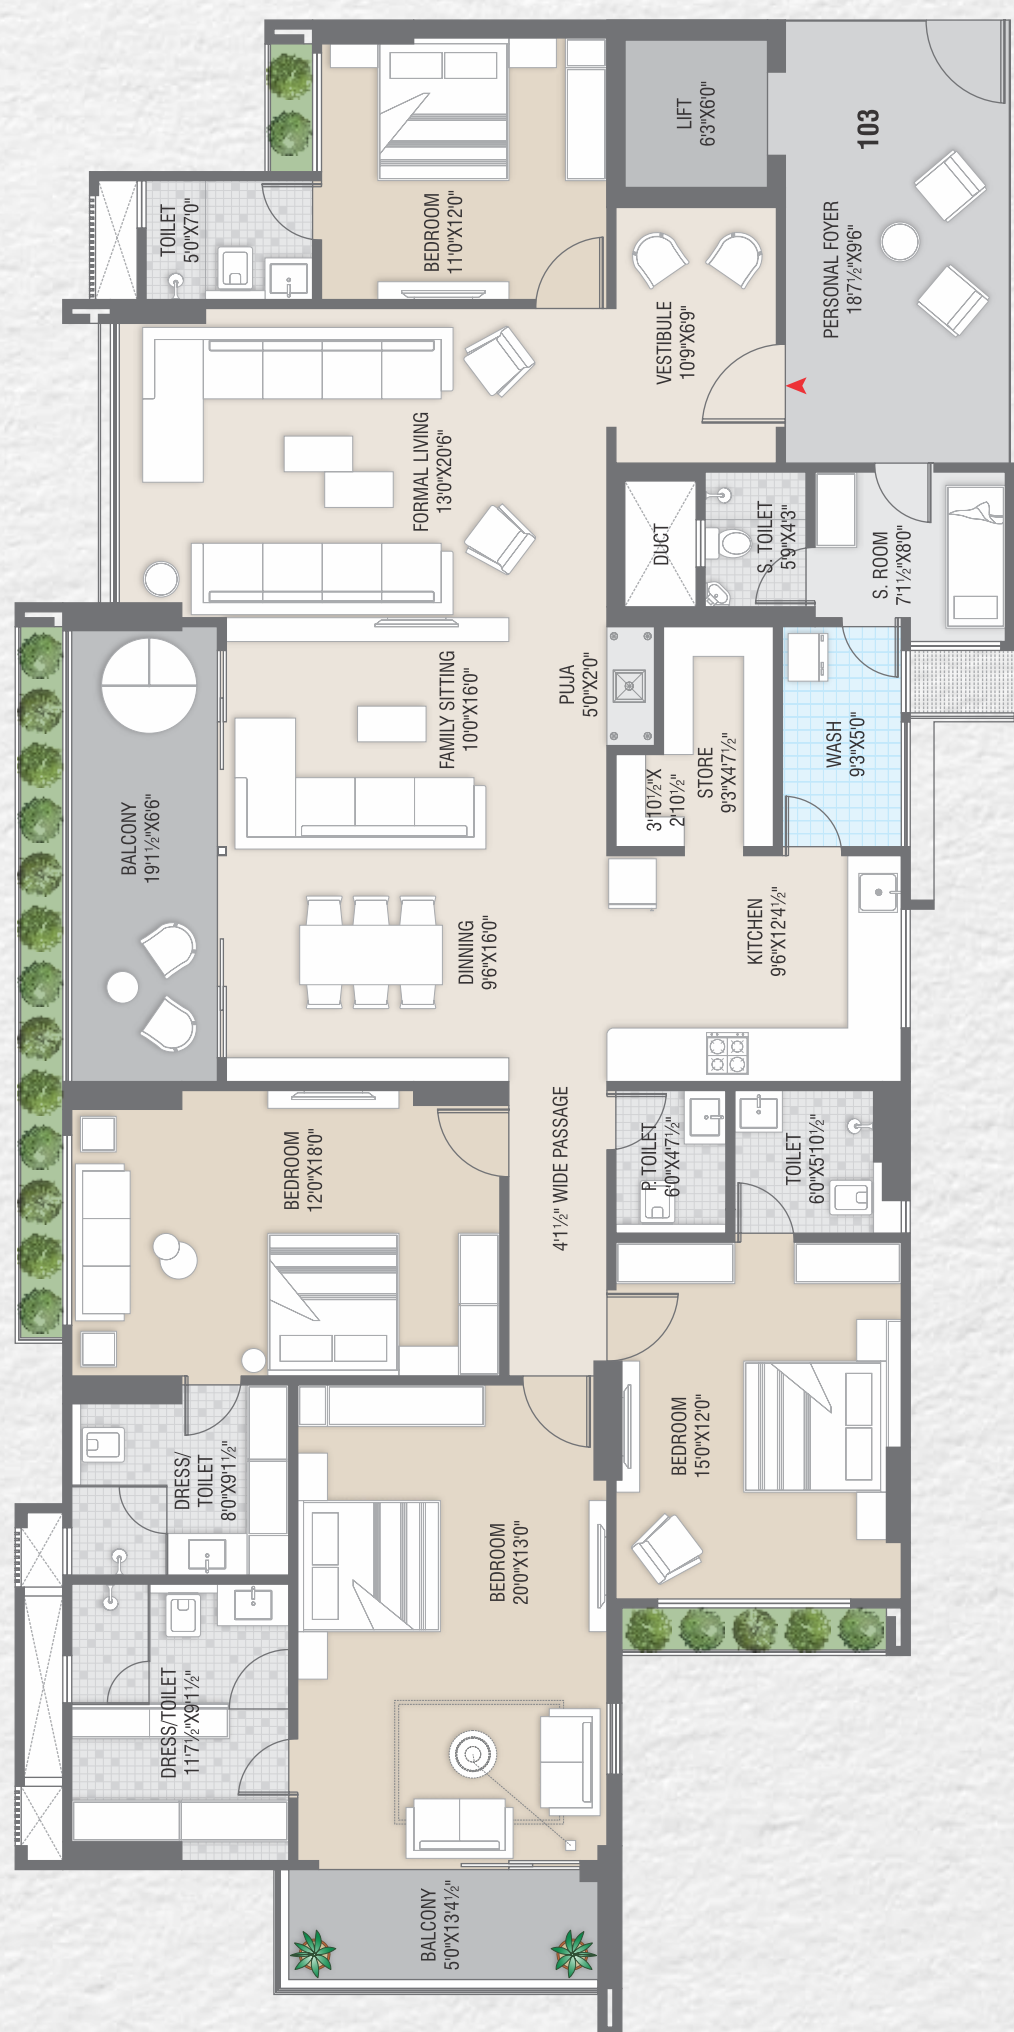 LIFT
6'3"X6'0"
103
TOILET
5'0"X7'0"
BEDROOM
11'0"X12'0"
PERSONAL FOYER
18'7½"X9'6"
VESTIBULE
10'9"X6'9"
FORMAL LIVING
13'0"X20'6"
DUCT
S. TOILET
5'9"X4'3"
S. ROOM
7'1½"X8'0"
FAMILY SITTING
10'0"X16'0"
PUJA
5'0"X2'0"
3'10½"X
2'10½"
STORE
9'3"X4'7½"
WASH
9'3"X5'0"
BALCONY
19'1½"X6'6"
DINNING
9'6"X16'0"
KITCHEN
9'6"X12'4½"
BEDROOM
12'0"X18'0"
4'1½" WIDE PASSAGE
P. TOILET
6'0"X4'7½"
TOILET
6'0"X5'10½"
DRESS/
TOILET
8'0"X9'1½"
BEDROOM
15'0"X12'0"
BEDROOM
20'0"X13'0"
DRESS/TOILET
11'7½"X9'1½"
BALCONY
5'0X13'4½"